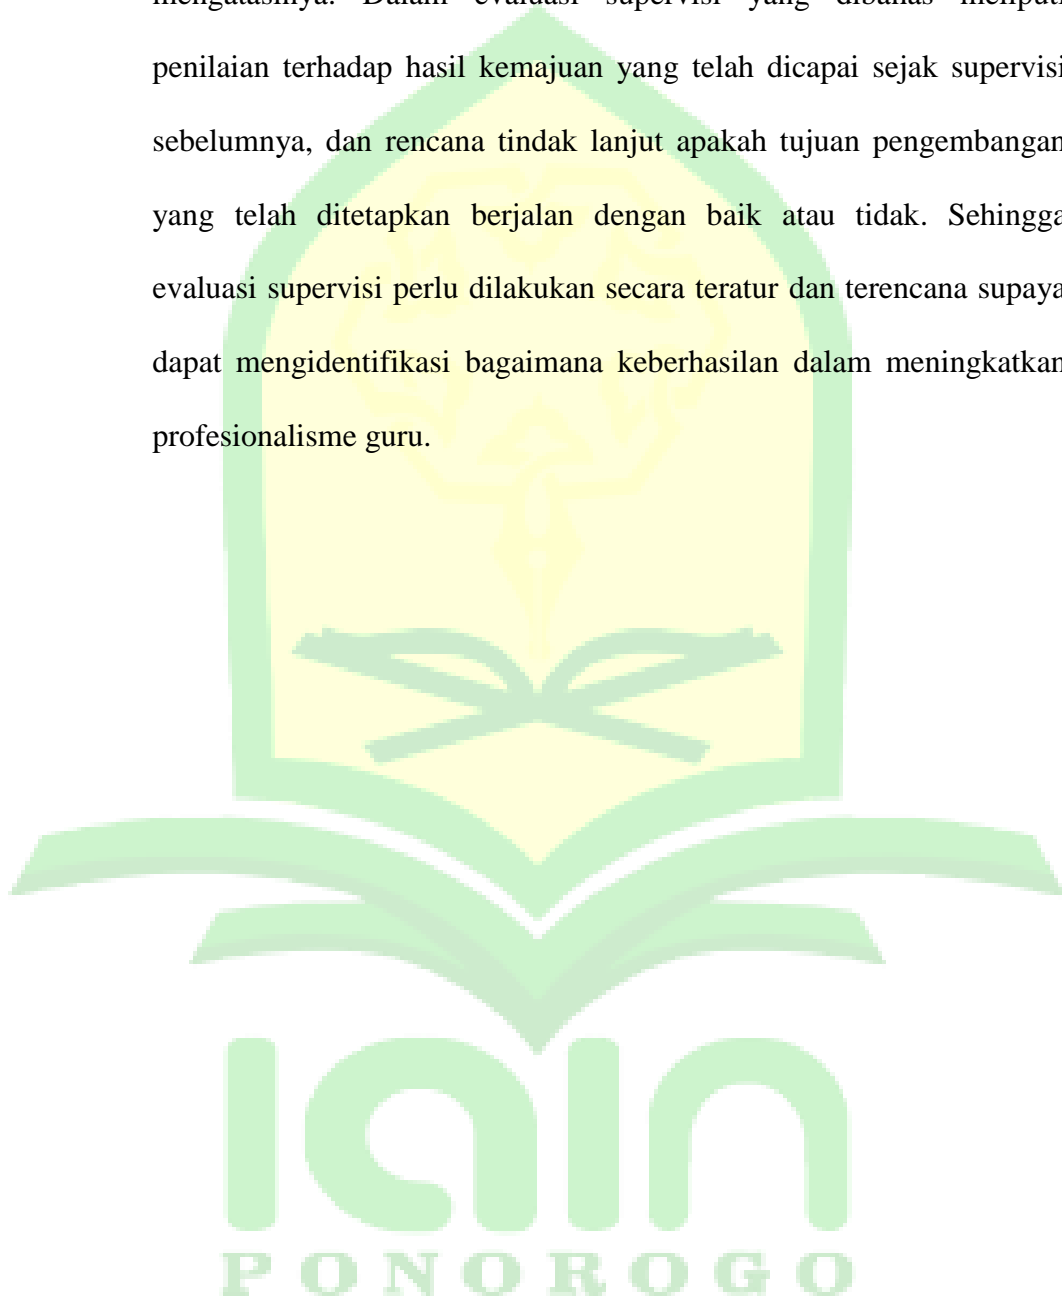 mengatasinya. Dalam evaluasi supervisi yang dibahas meliputi
penilaian terhadap hasil kemajuan yang telah dicapai sejak supervisi
sebelumnya, dan rencana tindak lanjut apakah tujuan pengembangan
yang telah ditetapkan berjalan dengan baik atau tidak. Sehingga
evaluasi supervisi perlu dilakukan secara teratur dan terencana supaya
dapat mengidentifikasi bagaimana keberhasilan dalam meningkatkan
profesionalisme guru.
iain
PONOROGO